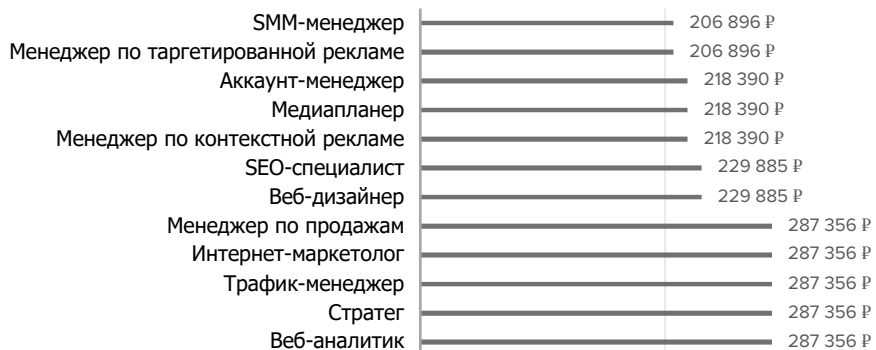 SMM-менеджер 206 896 ₽
Менеджер по таргетированной рекламе 206 896 ₽
Аккаунт-менеджер 218 390 ₽
Медиапланер 218 390 ₽
Менеджер по контекстной рекламе 218 390 ₽
SEO-специалист 229 885 ₽
Веб-дизайнер 229 885 ₽
Менеджер по продажам 287 356 ₽
Интернет-маркетолог 287 356 ₽
Трафик-менеджер 287 356 ₽
Стратег 287 356 ₽
Веб-аналитик 287 356 ₽